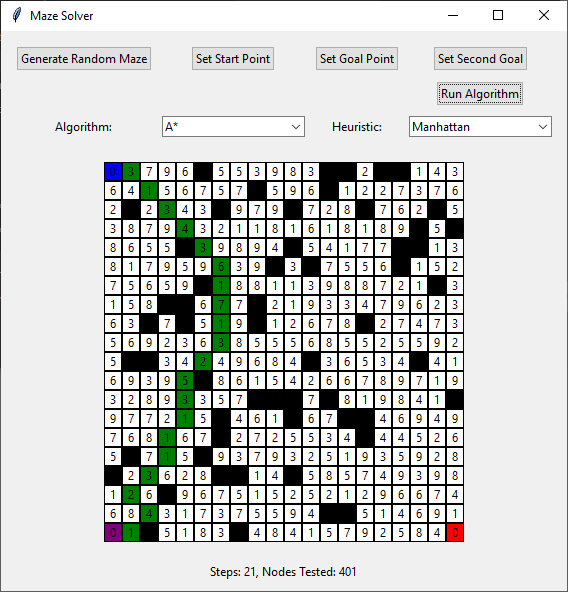 Maze Solver
Generate Random Maze Set Start Point Set Goal Point Set Second Goal
Run Algorithm
Algorithm: A* Heuristic: Manhattan
0 3 7 9 6 5 5 3 9 8 3 2 1 4 3
6 4 1 5 6 7 5 7 5 9 6 1 2 2 7 3 7 6
2 2 3 4 3 9 7 9 7 2 8 7 6 2 5
3 8 7 9 4 3 2 1 1 8 1 6 1 8 1 8 9 5
8 6 5 5 3 9 8 9 4 5 4 1 7 7 1 3
8 1 7 9 5 9 6 3 9 3 7 5 5 6 1 5 2
7 5 6 5 9 1 8 8 1 1 3 9 8 8 7 2 1 3
1 5 8 6 7 7 2 1 9 3 3 4 7 9 6 2 3
6 3 7 5 1 9 1 2 6 7 8 2 7 4 7 3
5 6 9 2 3 6 3 8 5 5 5 6 8 5 5 2 5 5 9 2
5 3 4 2 4 9 6 8 4 3 6 5 3 4 4 1
6 9 3 9 5 8 6 1 5 4 2 6 6 7 8 9 7 1 9
3 2 8 9 3 3 5 7 7 8 1 9 8 4 1
9 7 7 2 1 5 4 6 1 6 7 4 6 9 4 9
7 6 8 1 6 7 2 7 2 5 5 3 4 4 4 5 2 6
5 7 1 5 9 3 7 9 3 2 5 1 9 3 5 9 2 8
2 3 6 2 8 1 4 5 8 5 7 4 9 3 9 8
1 2 6 9 6 7 5 1 5 2 5 2 1 2 9 6 6 7 4
6 8 4 3 1 7 3 7 5 5 9 4 5 1 4 6 9 1
0 1 5 1 8 3 4 8 4 1 5 7 9 2 5 8 4 0
Steps: 21, Nodes Tested: 401